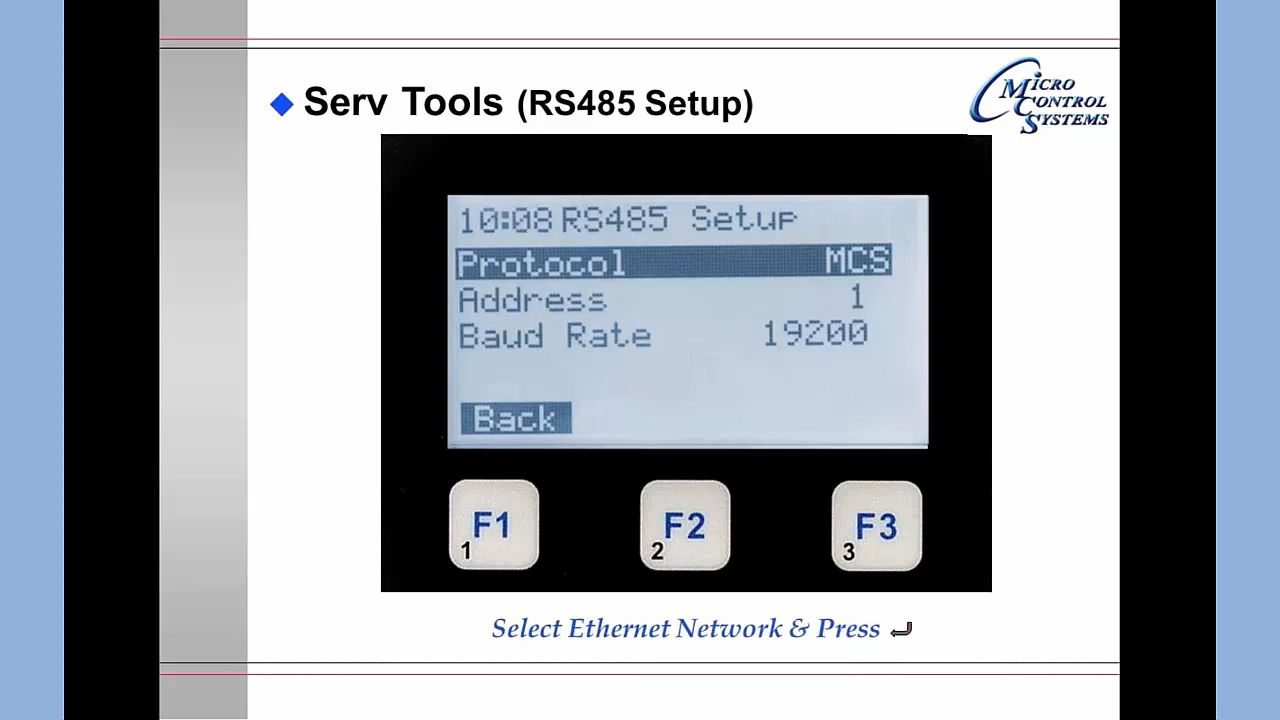 Serv Tools (RS485 Setup)
MICRO
CONTROL
SYSTEMS
10:08 RS485 Setup
Protocol MCS
Address 1
Baud Rate 19200
Back
F1
1
F2
2
F3
3
Select Ethernet Network & Press